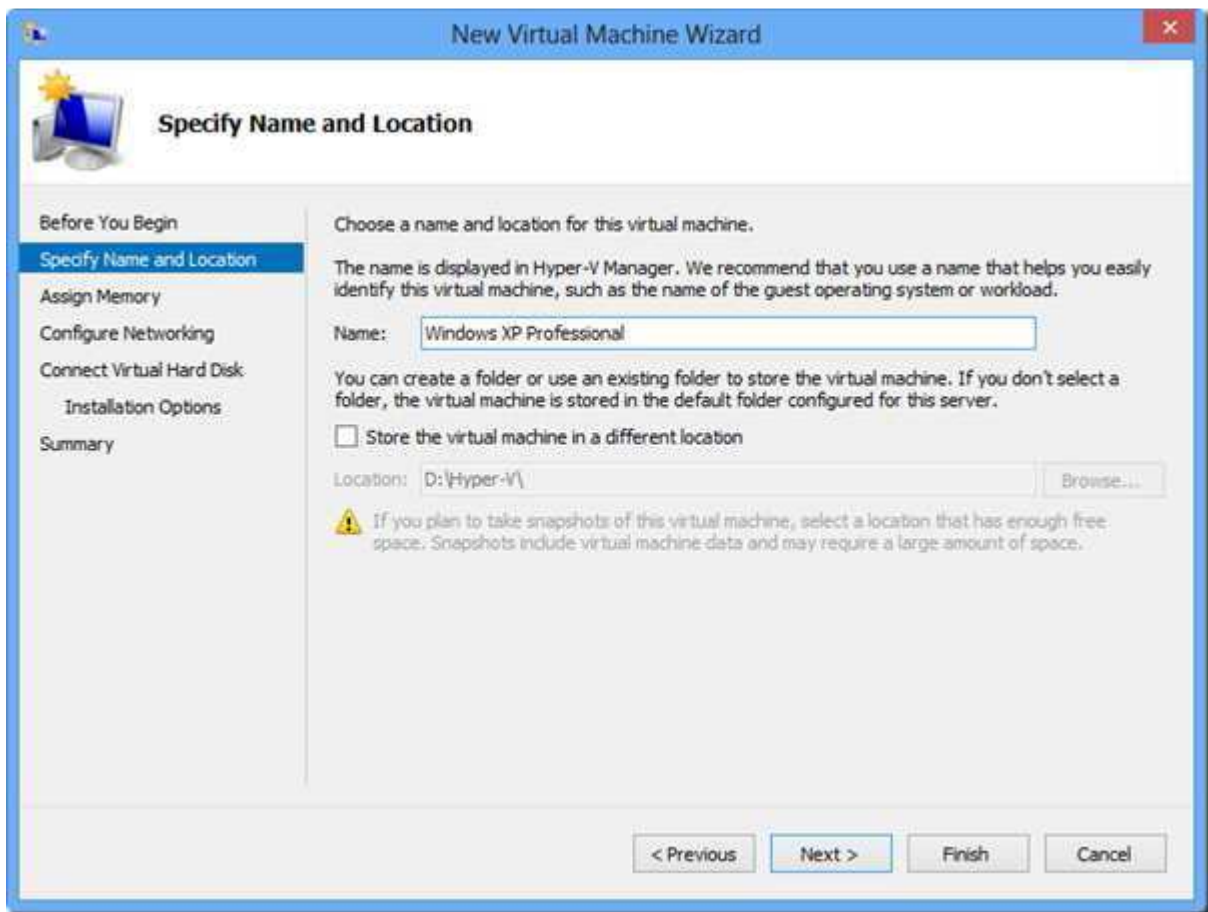 New Virtual Machine Wizard
Specify Name and Location
Before You Begin
Specify Name and Location
Assign Memory
Configure Networking
Connect Virtual Hard Disk
Installation Options
Summary
Choose a name and location for this virtual machine.
The name is displayed in Hyper-V Manager. We recommend that you use a name that helps you easily
identify this virtual machine, such as the name of the guest operating system or workload.
Name: Windows XP Professional
You can create a folder or use an existing folder to store the virtual machine. If you don't select a
folder, the virtual machine is stored in the default folder configured for this server.
Store the virtual machine in a different location
Location: D:\Hyper-V\ Browse...
If you plan to take snapshots of this virtual machine, select a location that has enough free
space. Snapshots include virtual machine data and may require a large amount of space.
< Previous Next > Finish Cancel